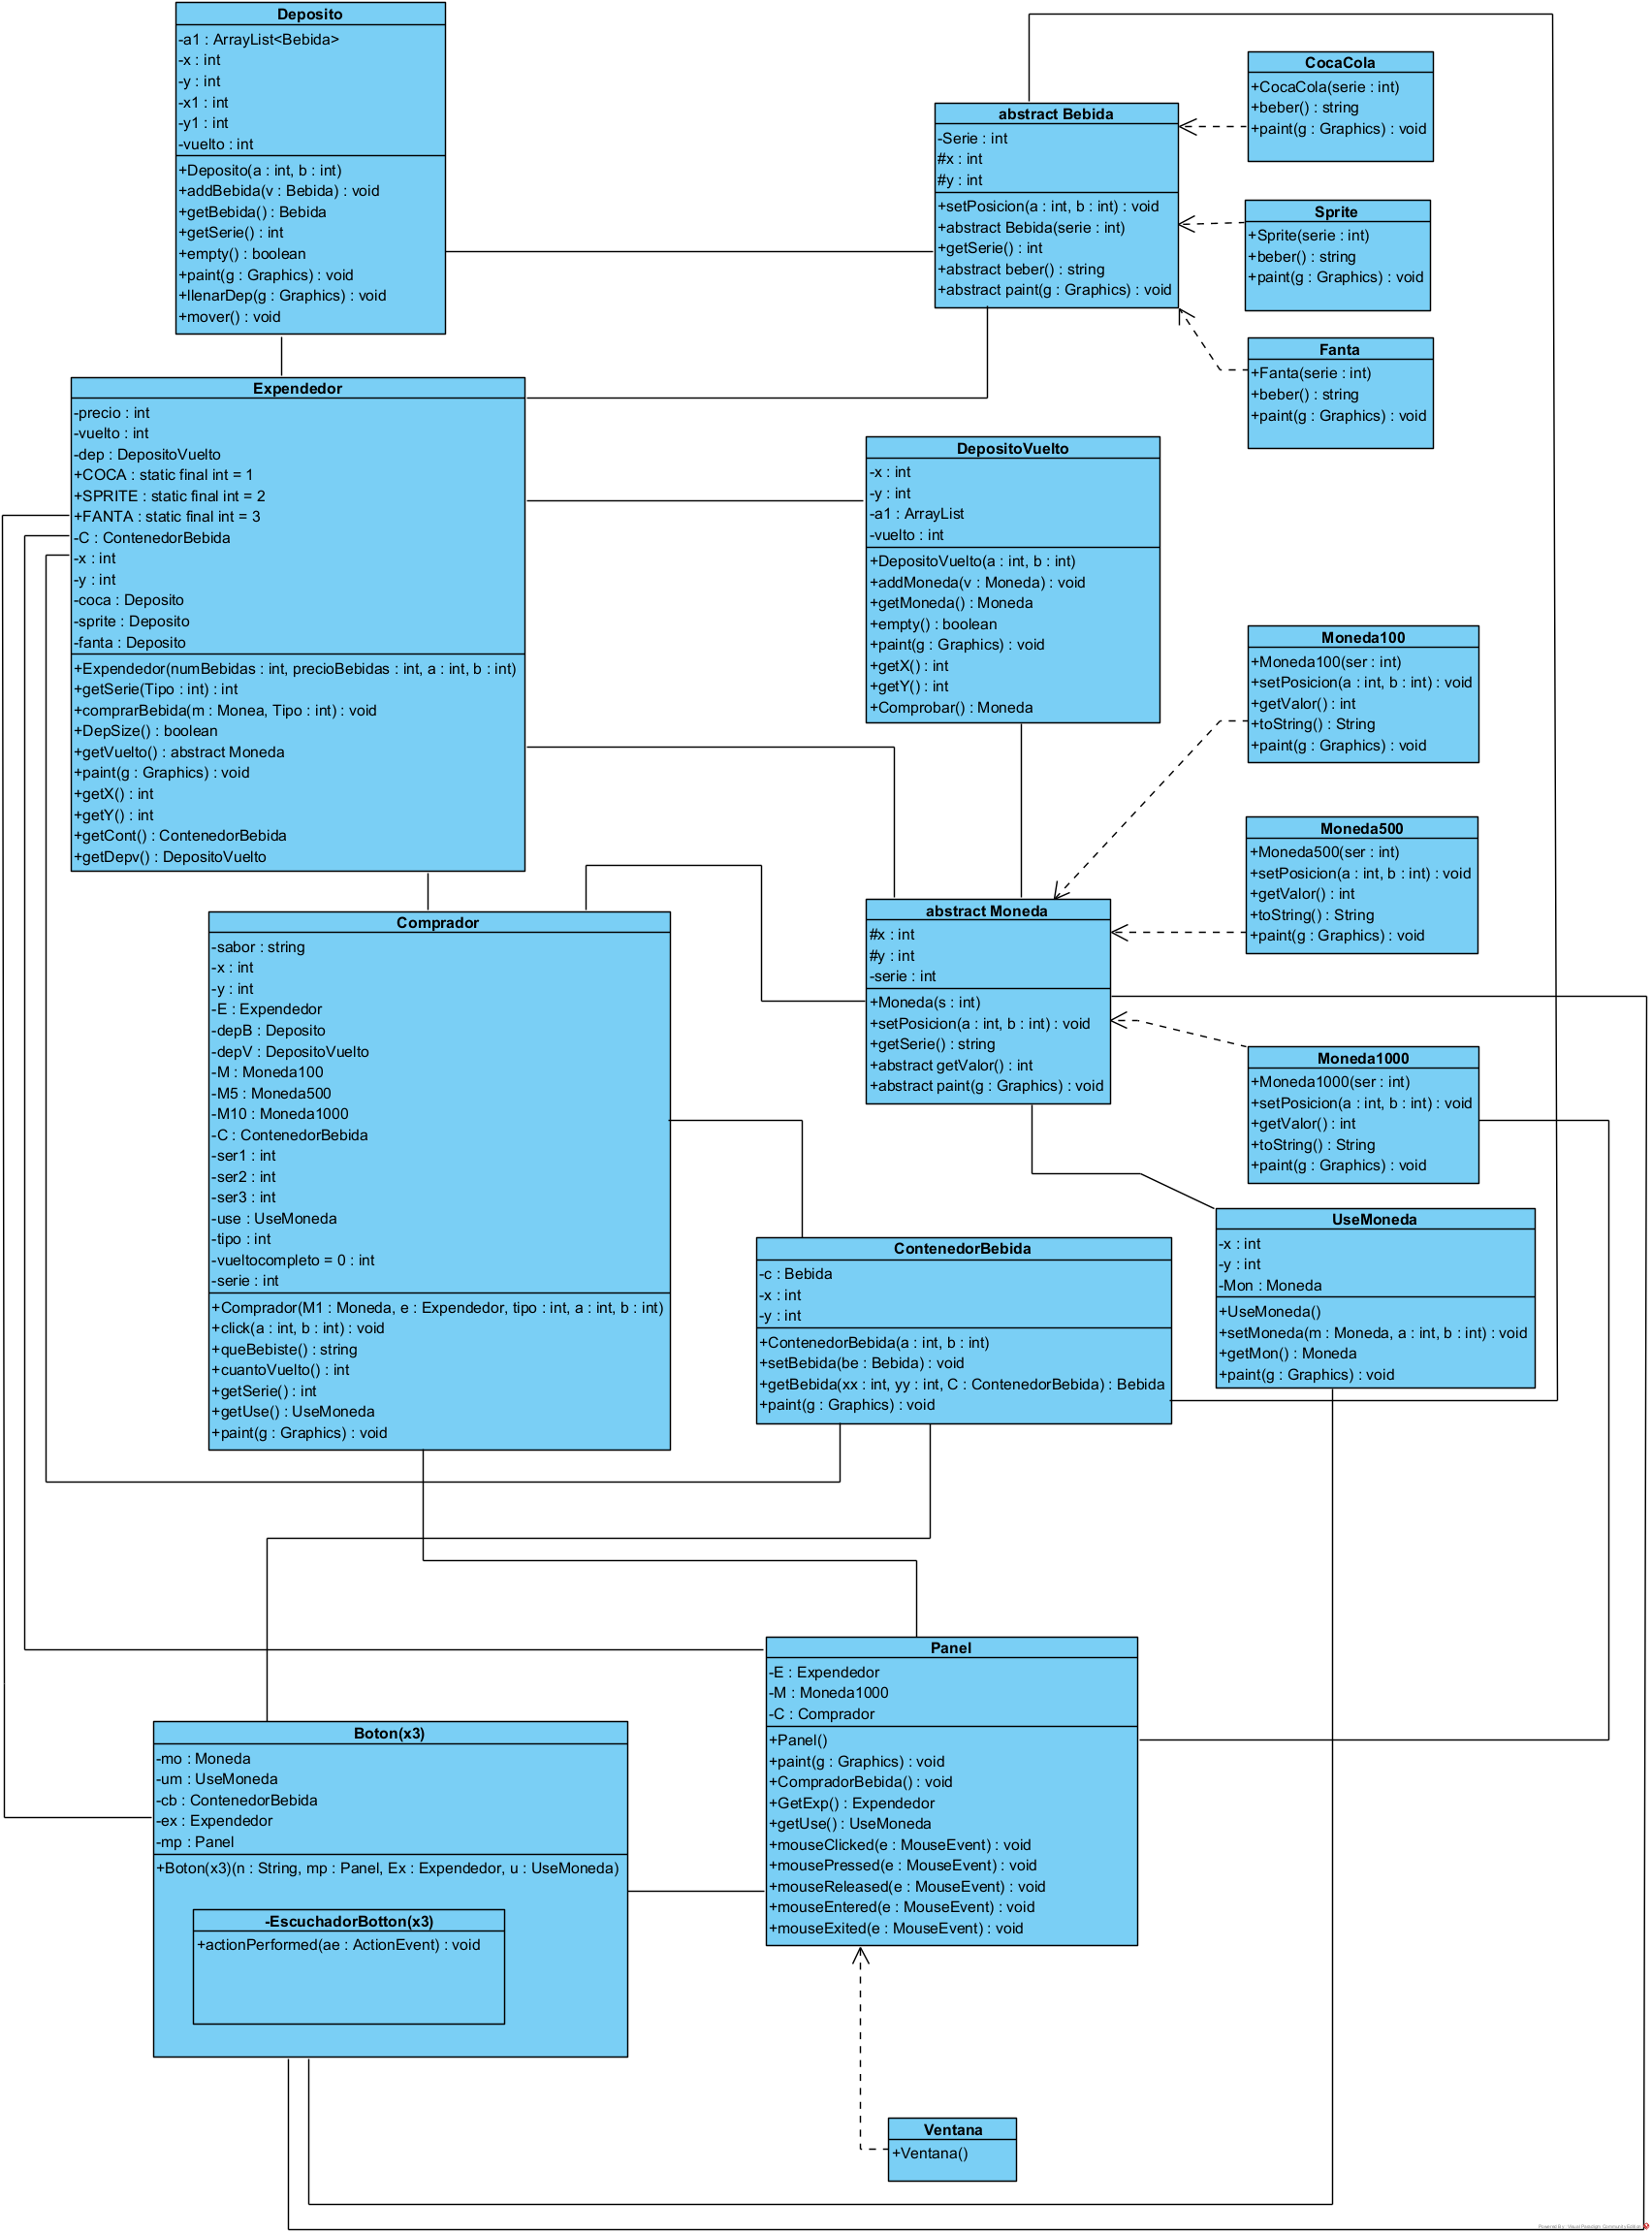 Deposito
-a1 : ArrayList<Bebida>
-x : int
-y : int
-x1 : int
-y1 : int
-vuelto : int
+Deposito(a : int, b : int)
+addBebida(v : Bebida) : void
+getBebida() : Bebida
+getSerie() : int
+empty() : boolean
+paint(g : Graphics) : void
+llenarDep(g : Graphics) : void
+mover() : void
abstract Bebida
-Serie : int
#x : int
#y : int
+setPosicion(a : int, b : int) : void
+abstract Bebida(serie : int)
+getSerie() : int
+abstract beber() : string
+abstract paint(g : Graphics) : void
CocaCola
+CocaCola(serie : int)
+beber() : string
+paint(g : Graphics) : void
Sprite
+Sprite(serie : int)
+beber() : string
+paint(g : Graphics) : void
Fanta
+Fanta(serie : int)
+beber() : string
+paint(g : Graphics) : void
Expendedor
-precio : int
-vuelto : int
-dep : DepositoVuelto
+COCA : static final int = 1
+SPRITE : static final int = 2
+FANTA : static final int = 3
-C : ContenedorBebida
-x : int
-y : int
-coca : Deposito
-sprite : Deposito
-fanta : Deposito
+Expendedor(numBebidas : int, precioBebidas : int, a : int, b : int)
+getSerie(Tipo : int) : int
+comprarBebida(m : Monea, Tipo : int) : void
+DepSize() : boolean
+getVuelto() : abstract Moneda
+paint(g : Graphics) : void
+getX() : int
+getY() : int
+getCont() : ContenedorBebida
+getDepv() : DepositoVuelto
DepositoVuelto
-x : int
-y : int
-a1 : ArrayList
-vuelto : int
+DepositoVuelto(a : int, b : int)
+addMoneda(v : Moneda) : void
+getMoneda() : Moneda
+empty() : boolean
+paint(g : Graphics) : void
+getX() : int
+getY() : int
+Comprobar() : Moneda
Moneda100
+Moneda100(ser : int)
+setPosicion(a : int, b : int) : void
+getValor() : int
+toString() : String
+paint(g : Graphics) : void
Moneda500
+Moneda500(ser : int)
+setPosicion(a : int, b : int) : void
+getValor() : int
+toString() : String
+paint(g : Graphics) : void
abstract Moneda
#x : int
#y : int
-serie : int
+Moneda(s : int)
+setPosicion(a : int, b : int) : void
+getSerie() : string
+abstract getValor() : int
+abstract paint(g : Graphics) : void
Moneda1000
+Moneda1000(ser : int)
+setPosicion(a : int, b : int) : void
+getValor() : int
+toString() : String
+paint(g : Graphics) : void
Comprador
-sabor : string
-x : int
-y : int
-E : Expendedor
-depB : Deposito
-depV : DepositoVuelto
-M : Moneda100
-M5 : Moneda500
-M10 : Moneda1000
-C : ContenedorBebida
-ser1 : int
-ser2 : int
-ser3 : int
-use : UseMoneda
-tipo : int
-vueltocompleto = 0 : int
-serie : int
+Comprador(M1 : Moneda, e : Expendedor, tipo : int, a : int, b : int)
+click(a : int, b : int) : void
+queBebiste() : string
+cuantoVuelto() : int
+getSerie() : int
+getUse() : UseMoneda
+paint(g : Graphics) : void
UseMoneda
-x : int
-y : int
-Mon : Moneda
+UseMoneda()
+setMoneda(m : Moneda, a : int, b : int) : void
+getMon() : Moneda
+paint(g : Graphics) : void
ContenedorBebida
-c : Bebida
-x : int
-y : int
+ContenedorBebida(a : int, b : int)
+setBebida(be : Bebida) : void
+getBebida(xx : int, yy : int, C : ContenedorBebida) : Bebida
+paint(g : Graphics) : void
Panel
-E : Expendedor
-M : Moneda1000
-C : Comprador
+Panel()
+paint(g : Graphics) : void
+CompradorBebida() : void
+GetExp() : Expendedor
+getUse() : UseMoneda
+mouseClicked(e : MouseEvent) : void
+mousePressed(e : MouseEvent) : void
+mouseReleased(e : MouseEvent) : void
+mouseEntered(e : MouseEvent) : void
+mouseExited(e : MouseEvent) : void
Boton(x3)
-mo : Moneda
-um : UseMoneda
-cb : ContenedorBebida
-ex : Expendedor
-mp : Panel
+Boton(x3)(n : String, mp : Panel, Ex : Expendedor, u : UseMoneda)
-EscuchadorBotton(x3)
+actionPerformed(ae : ActionEvent) : void
Ventana
+Ventana()
Powered By Visual Paradigm Community Edition